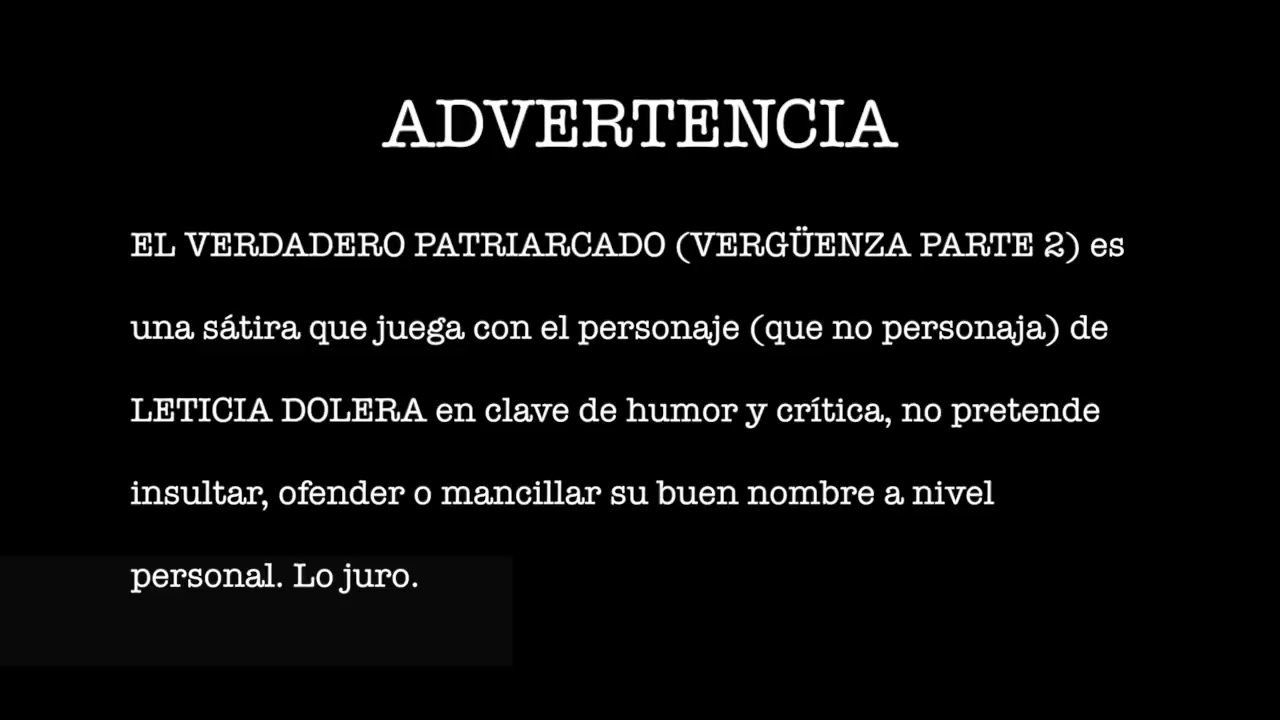 ADVERTENCIA
EL VERDADERO PATRIARCADO (VERGÜENZA PARTE 2) es
una sátira que juega con el personaje (que no personaja) de
LETICIA DOLERA en clave de humor y crítica, no pretende
insultar, ofender o mancillar su buen nombre a nivel
personal. Lo juro.